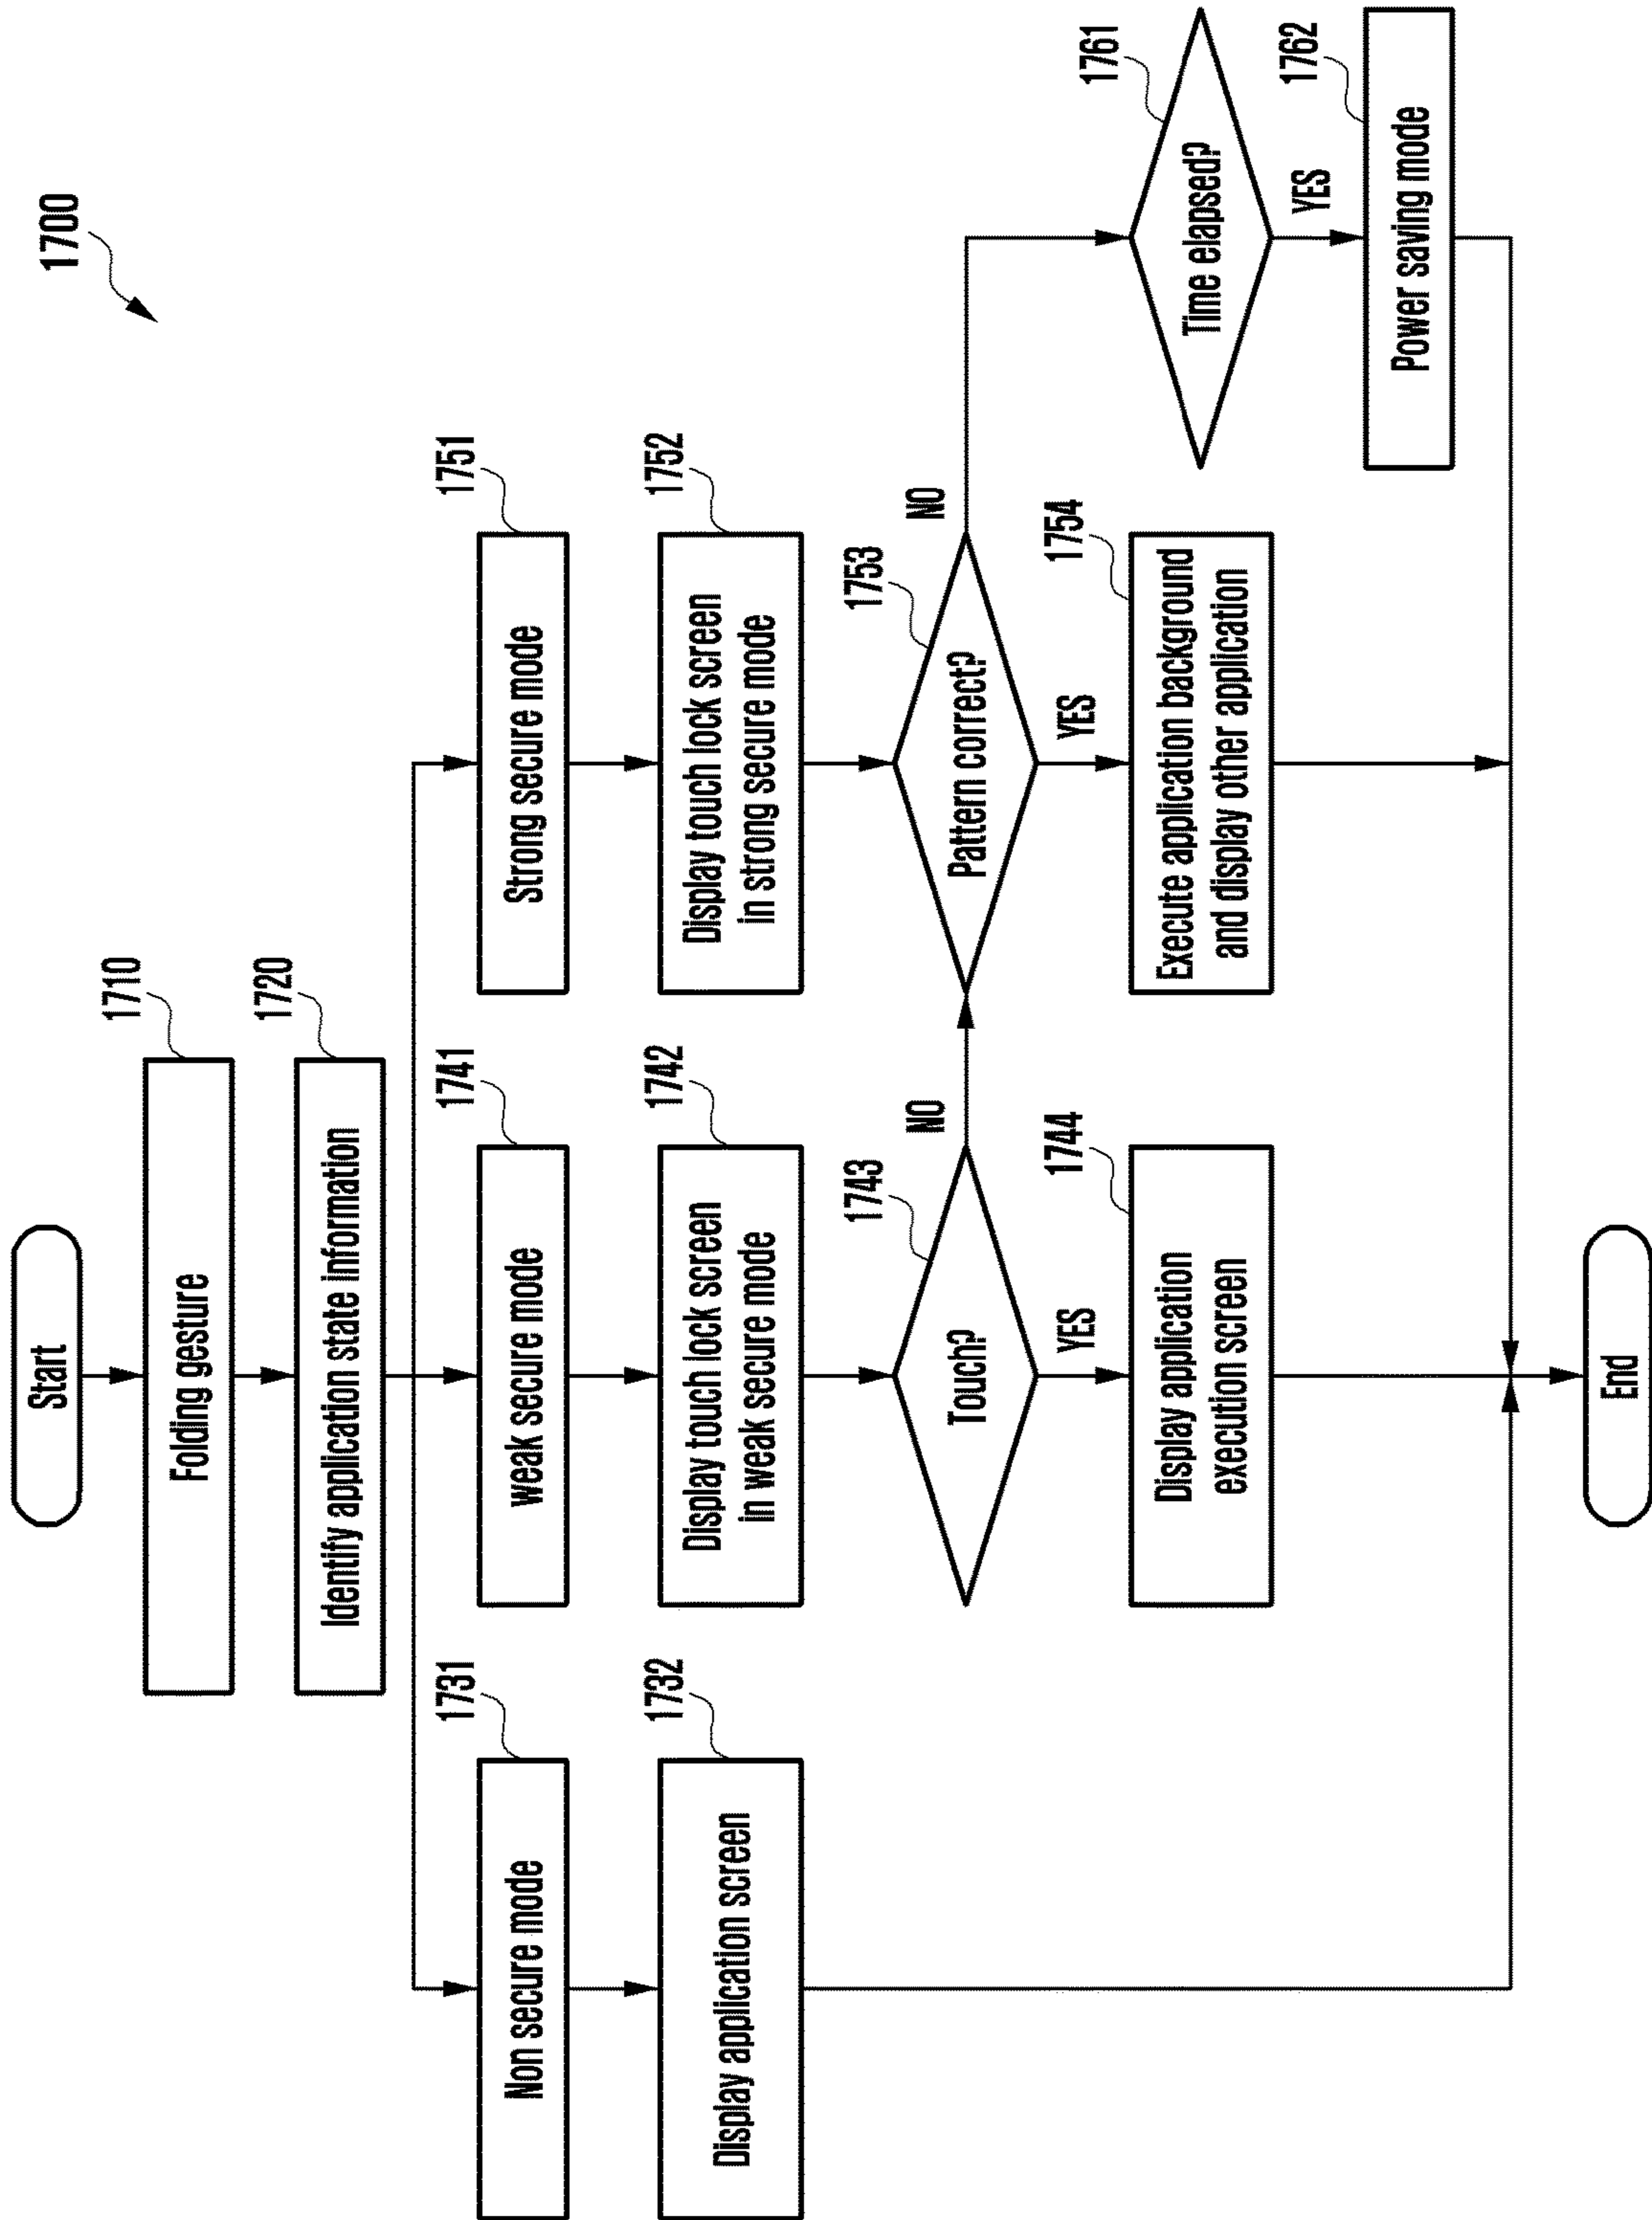 1700
Start
1710
Folding gesture
1720
Identify application state information
1731
Non secure mode
1741
weak secure mode
1751
Strong secure mode
1732
Display application screen
1742
Display touch lock screen
in weak secure mode
1752
Display touch lock screen
in strong secure mode
1743
Touch?
NO
YES
1753
Pattern correct?
NO
YES
1761
Time elapsed?
YES
1744
Display application
execution screen
1754
Execute application background
and display other application
1762
Power saving mode
End